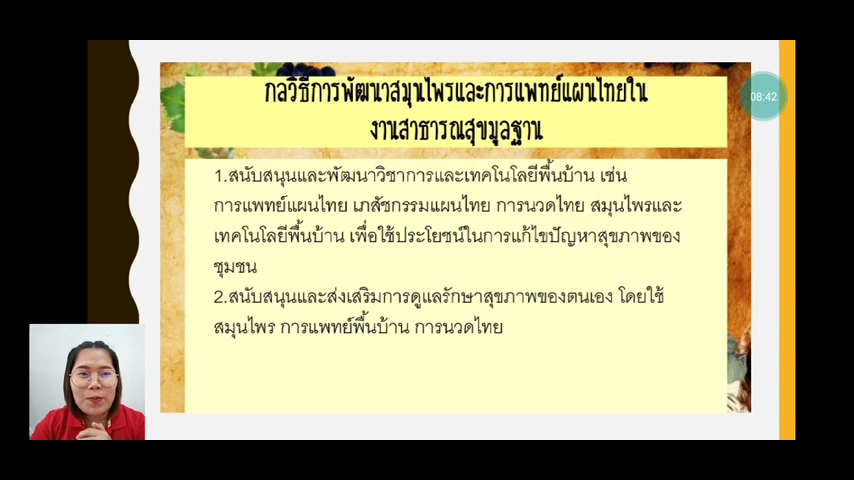 กลวิธีการพัฒนาสมุนไพรและการแพทย์แผนไทยใน
งานสาธารณสุขมูลฐาน
08:42
1.สนับสนุนและพัฒนาวิชาการและเทคโนโลยีพื้นบ้าน เช่น
การแพทย์แผนไทย เภสัชกรรมแผนไทย การนวดไทย สมุนไพรและ
เทคโนโลยีพื้นบ้าน เพื่อใช้ประโยชน์ในการแก้ไขปัญหาสุขภาพของ
ชุมชน
2.สนับสนุนและส่งเสริมการดูแลรักษาสุขภาพของตนเอง โดยใช้
สมุนไพร การแพทย์พื้นบ้าน การนวดไทย